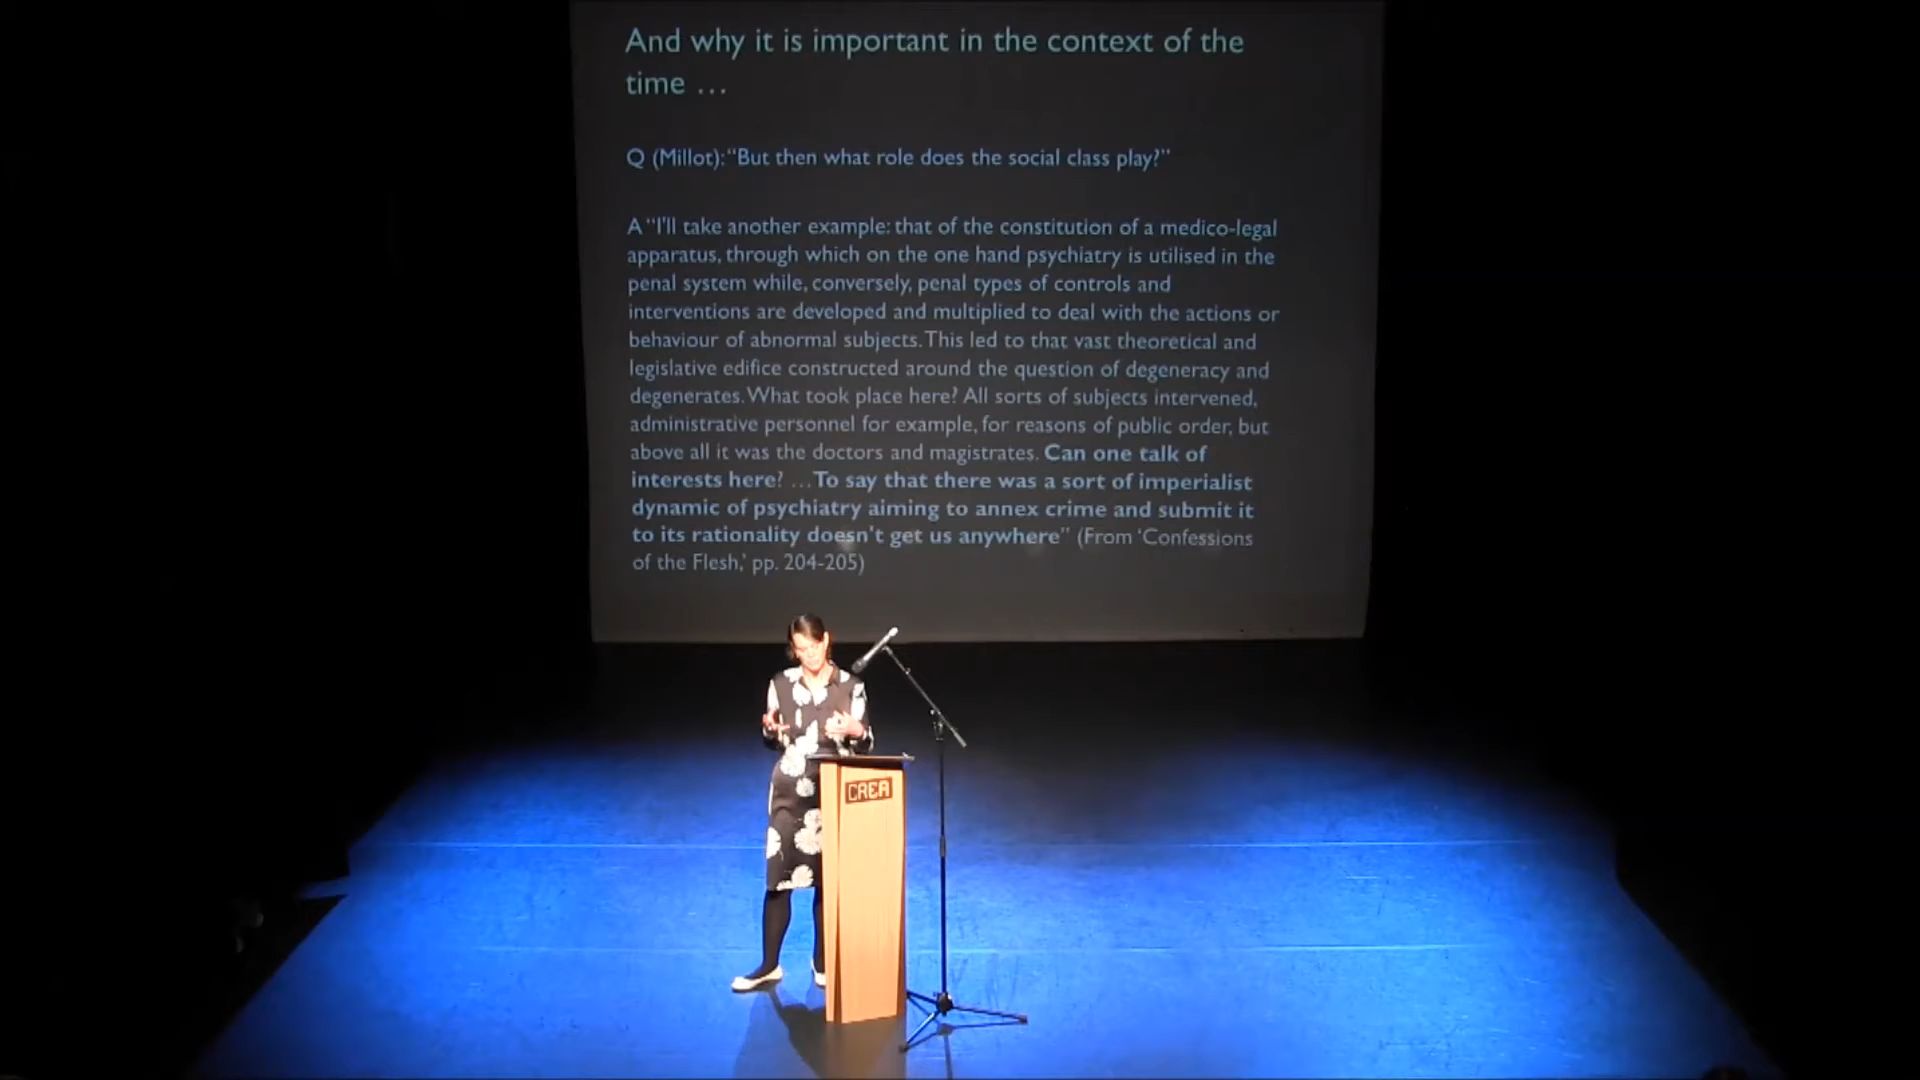 And why it is important in the context of the
time …
Q (Millot): “But then what role does the social class play?”
A “I'll take another example: that of the constitution of a medico-legal
apparatus, through which on the one hand psychiatry is utilised in the
penal system while, conversely, penal types of controls and
interventions are developed and multiplied to deal with the actions or
behaviour of abnormal subjects. This led to that vast theoretical and
legislative edifice constructed around the question of degeneracy and
degenerates. What took place here? All sorts of subjects intervened,
administrative personnel for example, for reasons of public order, but
above all it was the doctors and magistrates. Can one talk of
interests here? …To say that there was a sort of imperialist
dynamic of psychiatry aiming to annex crime and submit it
to its rationality doesn't get us anywhere” (From ‘Confessions
of the Flesh,’ pp. 204-205)
CREA